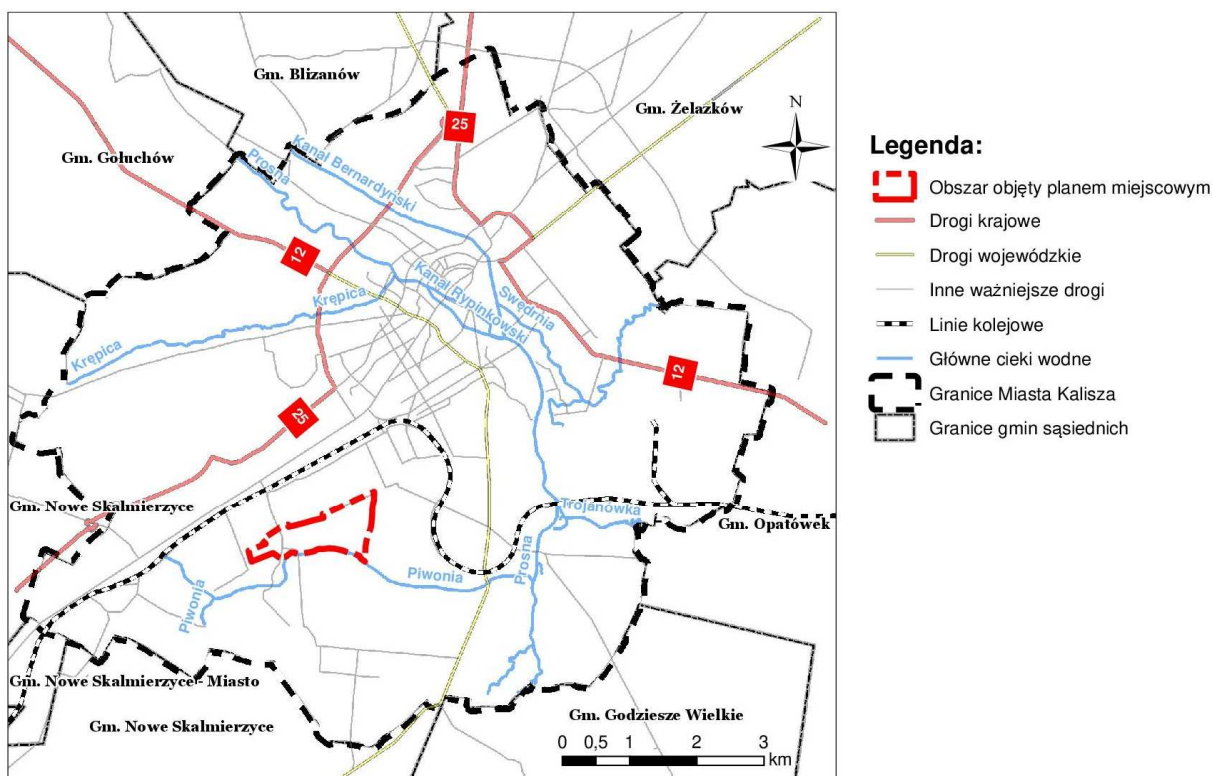 Gm. Blizanów
Gm. Żelazków
Gm. Gołuchów
N
25
Kanał Bernardyński
Prosna
12
Krępica
Krępica
Kanał Rypinkowski
Swędrnia
12
25
Gm. Nowe Skalmierzyce
Trojanówka
Gm. Opatówek
Piwonia
Piwonia
Prosna
Gm. Nowe Skalmierzyce - Miasto
Gm. Nowe Skalmierzyce
Gm. Godziesze Wielkie
0 0,5 1 2 3
km
Legenda:
Obszar objęty planem miejscowym
Drogi krajowe
Drogi wojewódzkie
Inne ważniejsze drogi
Linie kolejowe
Główne cieki wodne
Granice Miasta Kalisza
Granice gmin sąsiednich